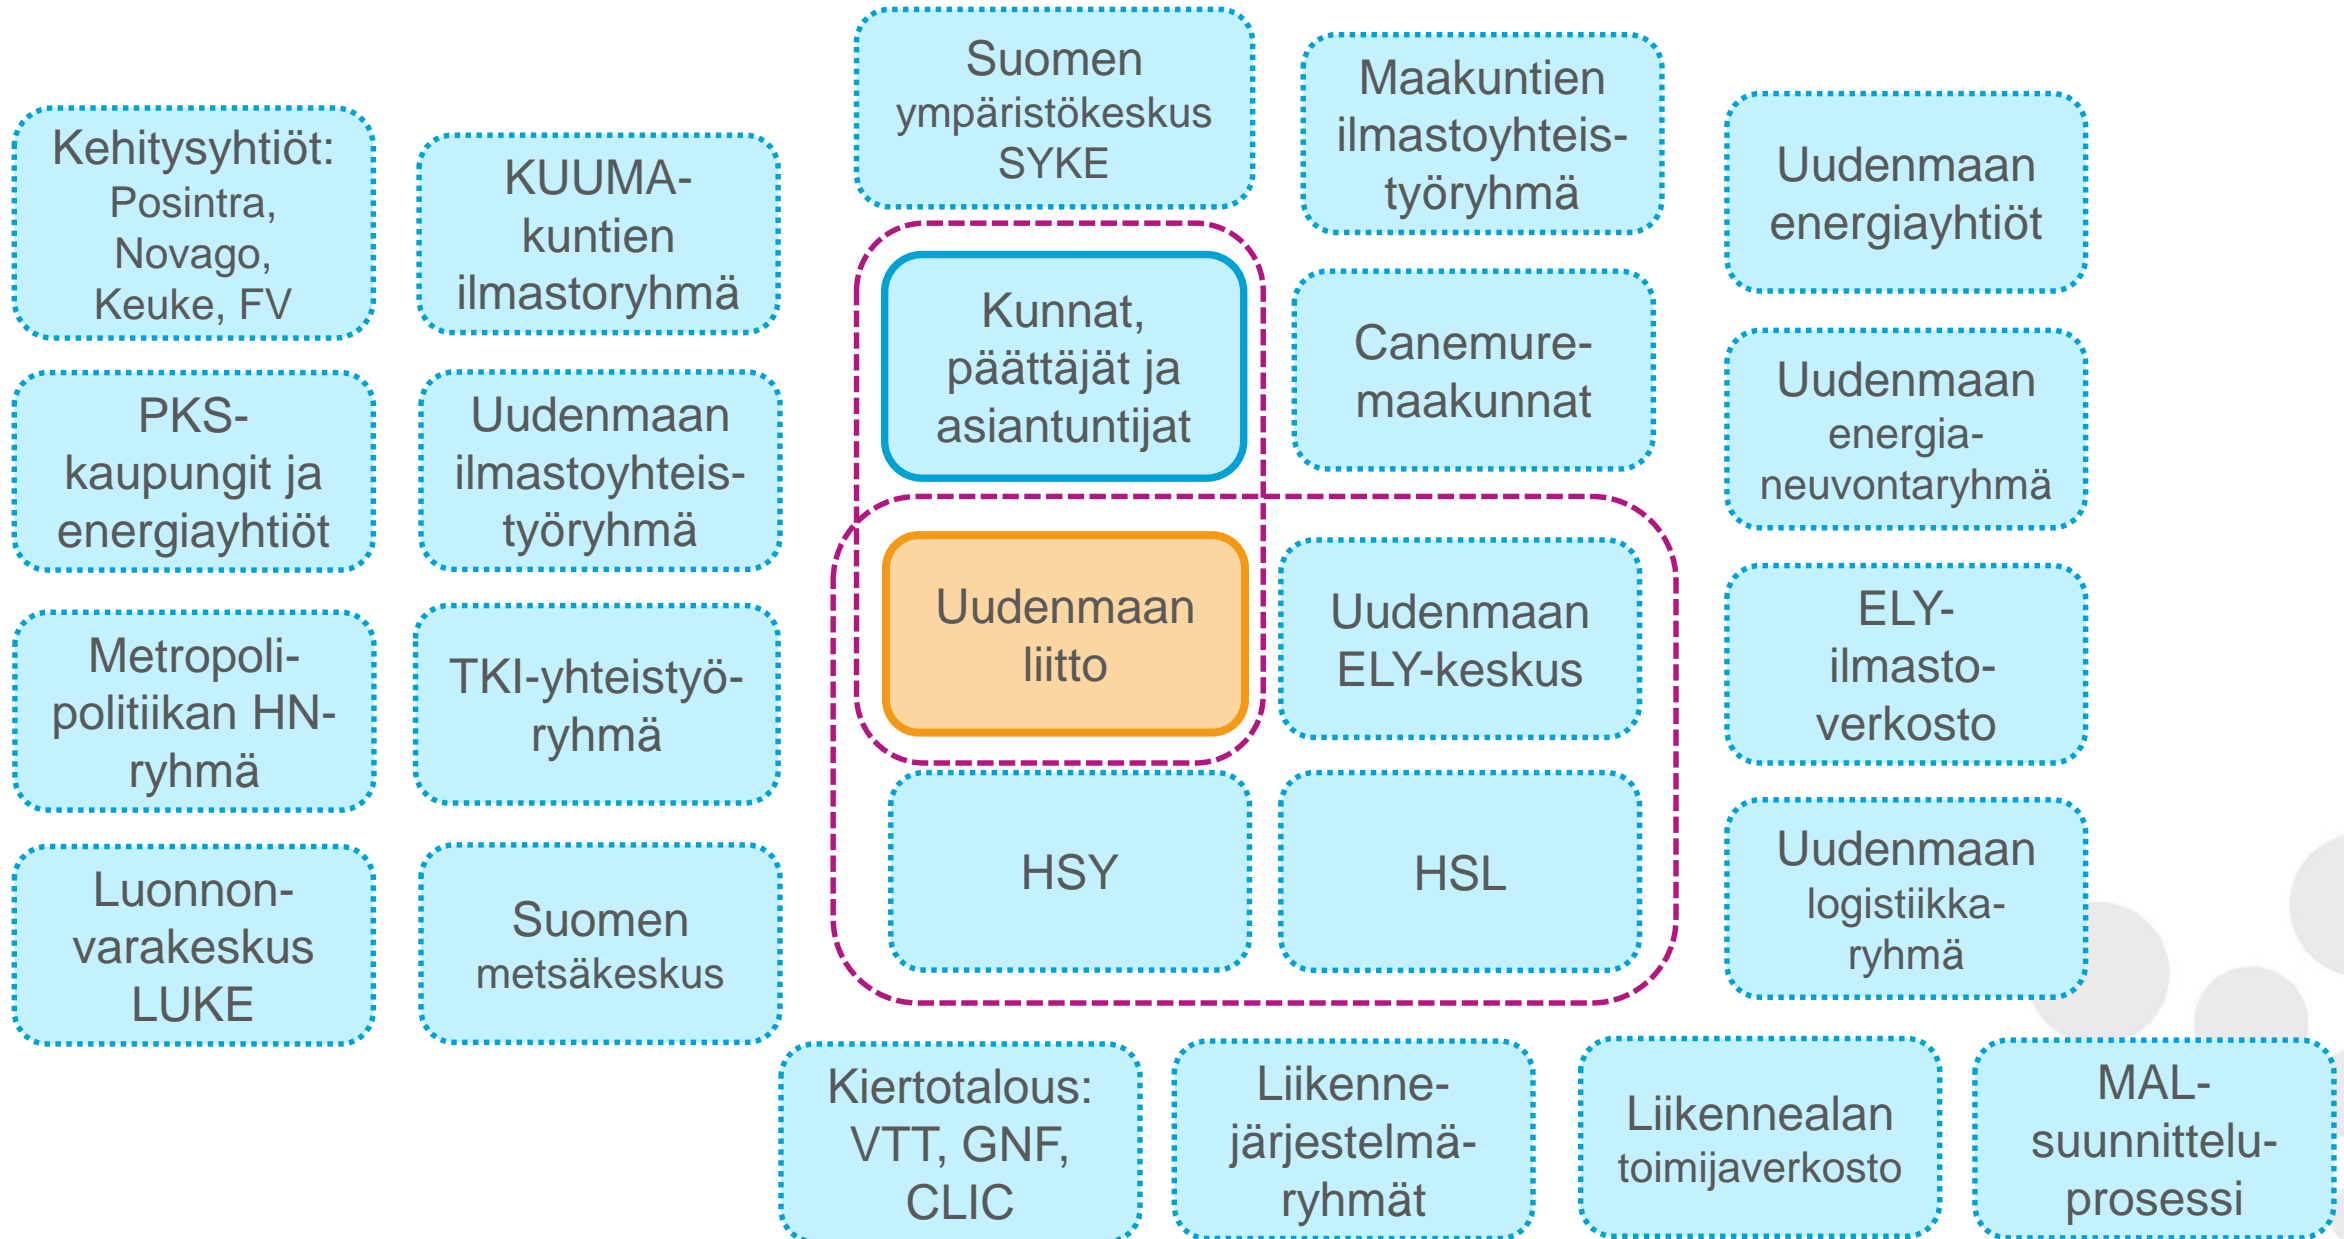 Kehitysyhtiöt:
Posintra,
Novago,
Keuke, FV
KUUMA-
kuntien
ilmastoryhmä
Suomen
ympäristökeskus
SYKE
Maakuntien
ilmastoyhteis-
työryhmä
Uudenmaan
energiayhtiöt
PKS-
kaupungit ja
energiayhtiöt
Uudenmaan
ilmastoyhteis-
työryhmä
Kunnat,
päättäjät ja
asiantuntijat
Canemure-
maakunnat
Uudenmaan
energia-
neuvontaryhmä
Metropoli-
politiikan HN-
ryhmä
TKI-yhteistyö-
ryhmä
Uudenmaan
liitto
Uudenmaan
ELY-keskus
ELY-
ilmasto-
verkosto
Luonnon-
varakeskus
LUKE
Suomen
metsäkeskus
HSY
HSL
Uudenmaan
logistiikka-
ryhmä
Kiertotalous:
VTT, GNF,
CLIC
Liikenne-
järjestelmä-
ryhmät
Liikennealan
toimijaverkosto
MAL-
suunnittelu-
prosessi